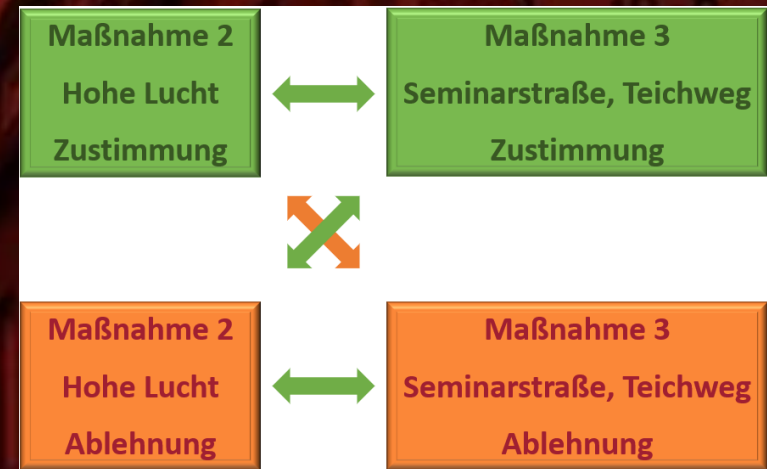 Maßnahme 2
Hohe Lucht
Zustimmung
Maßnahme 3
Seminarstraße, Teichweg
Zustimmung
Maßnahme 2
Hohe Lucht
Ablehnung
Maßnahme 3
Seminarstraße, Teichweg
Ablehnung